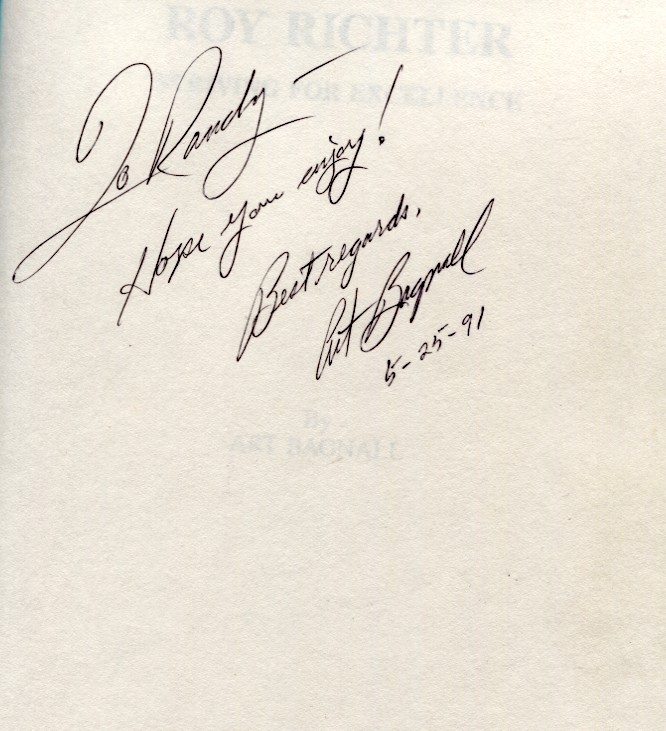 ROY RICHTER
STRIVING FOR EXCELLENCE
To Randy —
Hope you enjoy!
Best regards,
Art Bagnall
5-25-91
By
ART BAGNALL